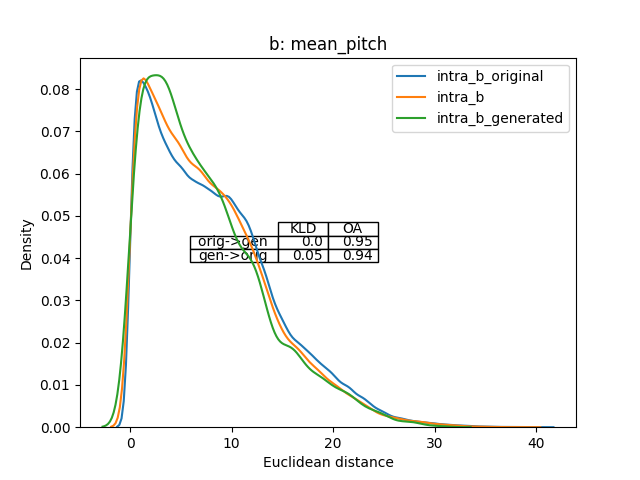 b: mean_pitch
intra_b_original
intra_b
intra_b_generated
0.08
0.07
0.06
0.05
0.04
0.03
0.02
0.01
0.00
Density
KLD OA
orig->gen 0.0 0.95
gen->orig 0.05 0.94
0 10 20 30 40
Euclidean distance